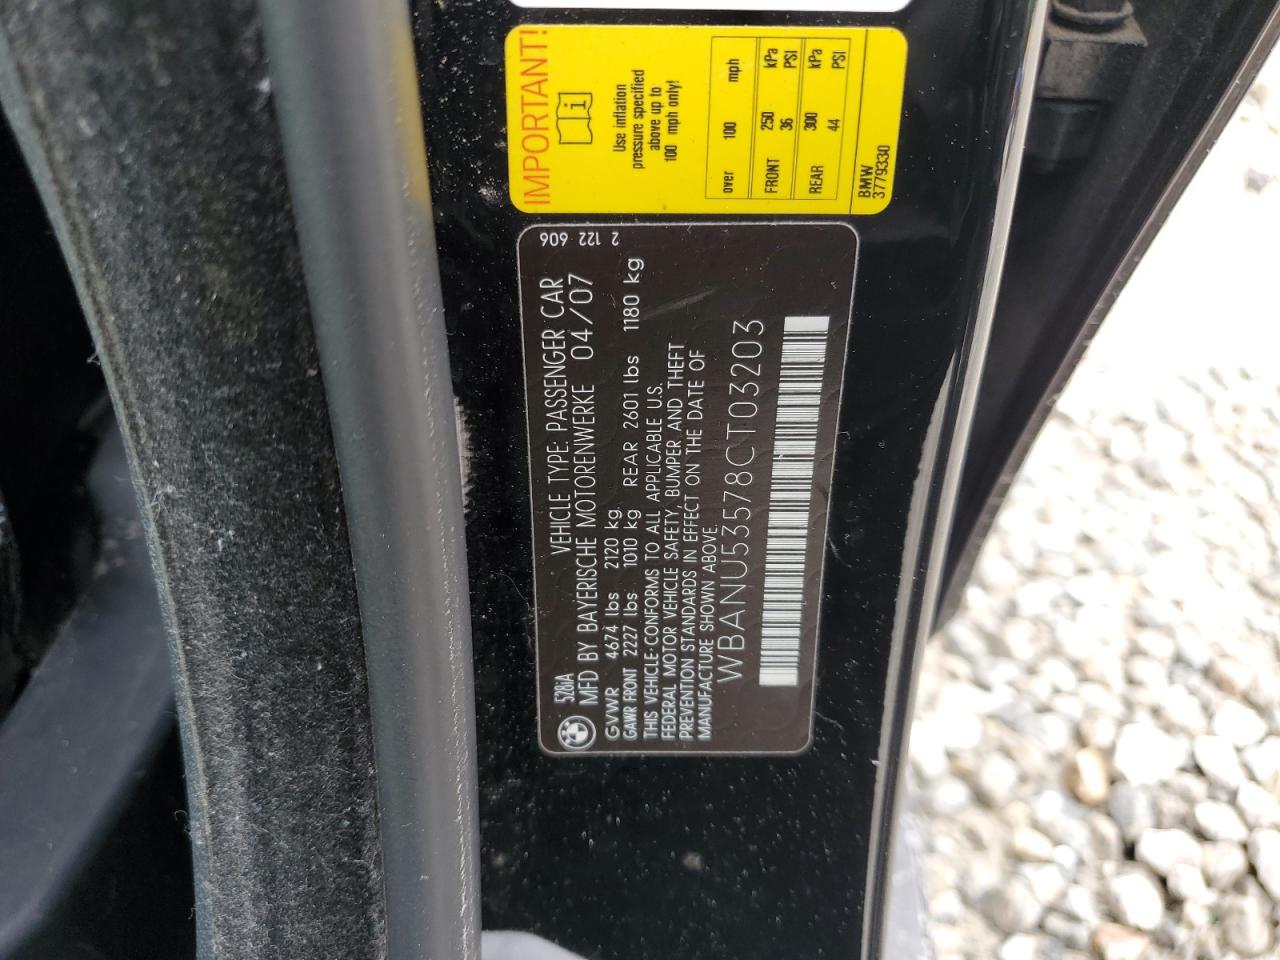 IMPORTANT!
i
Use inflation
pressure specified
above up to
100 mph only!
over 100 mph
FRONT 250 kPa
36 PSI
REAR 300 kPa
44 PSI
BMW
3779330
2 122 606
528iA VEHICLE TYPE: PASSENGER CAR
MFD BY BAYERISCHE MOTORENWERKE 04/07
GVWR 4674 lbs 2120 kg
GAWR FRONT 2227 lbs 1010 kg REAR 2601 lbs 1180 kg
THIS VEHICLE-CONFORMS TO ALL APPLICABLE U.S.
FEDERAL MOTOR VEHICLE SAFETY, BUMPER AND THEFT
PREVENTION STANDARDS IN EFFECT ON THE DATE OF
MANUFACTURE SHOWN ABOVE.
WBANU53578CT03203